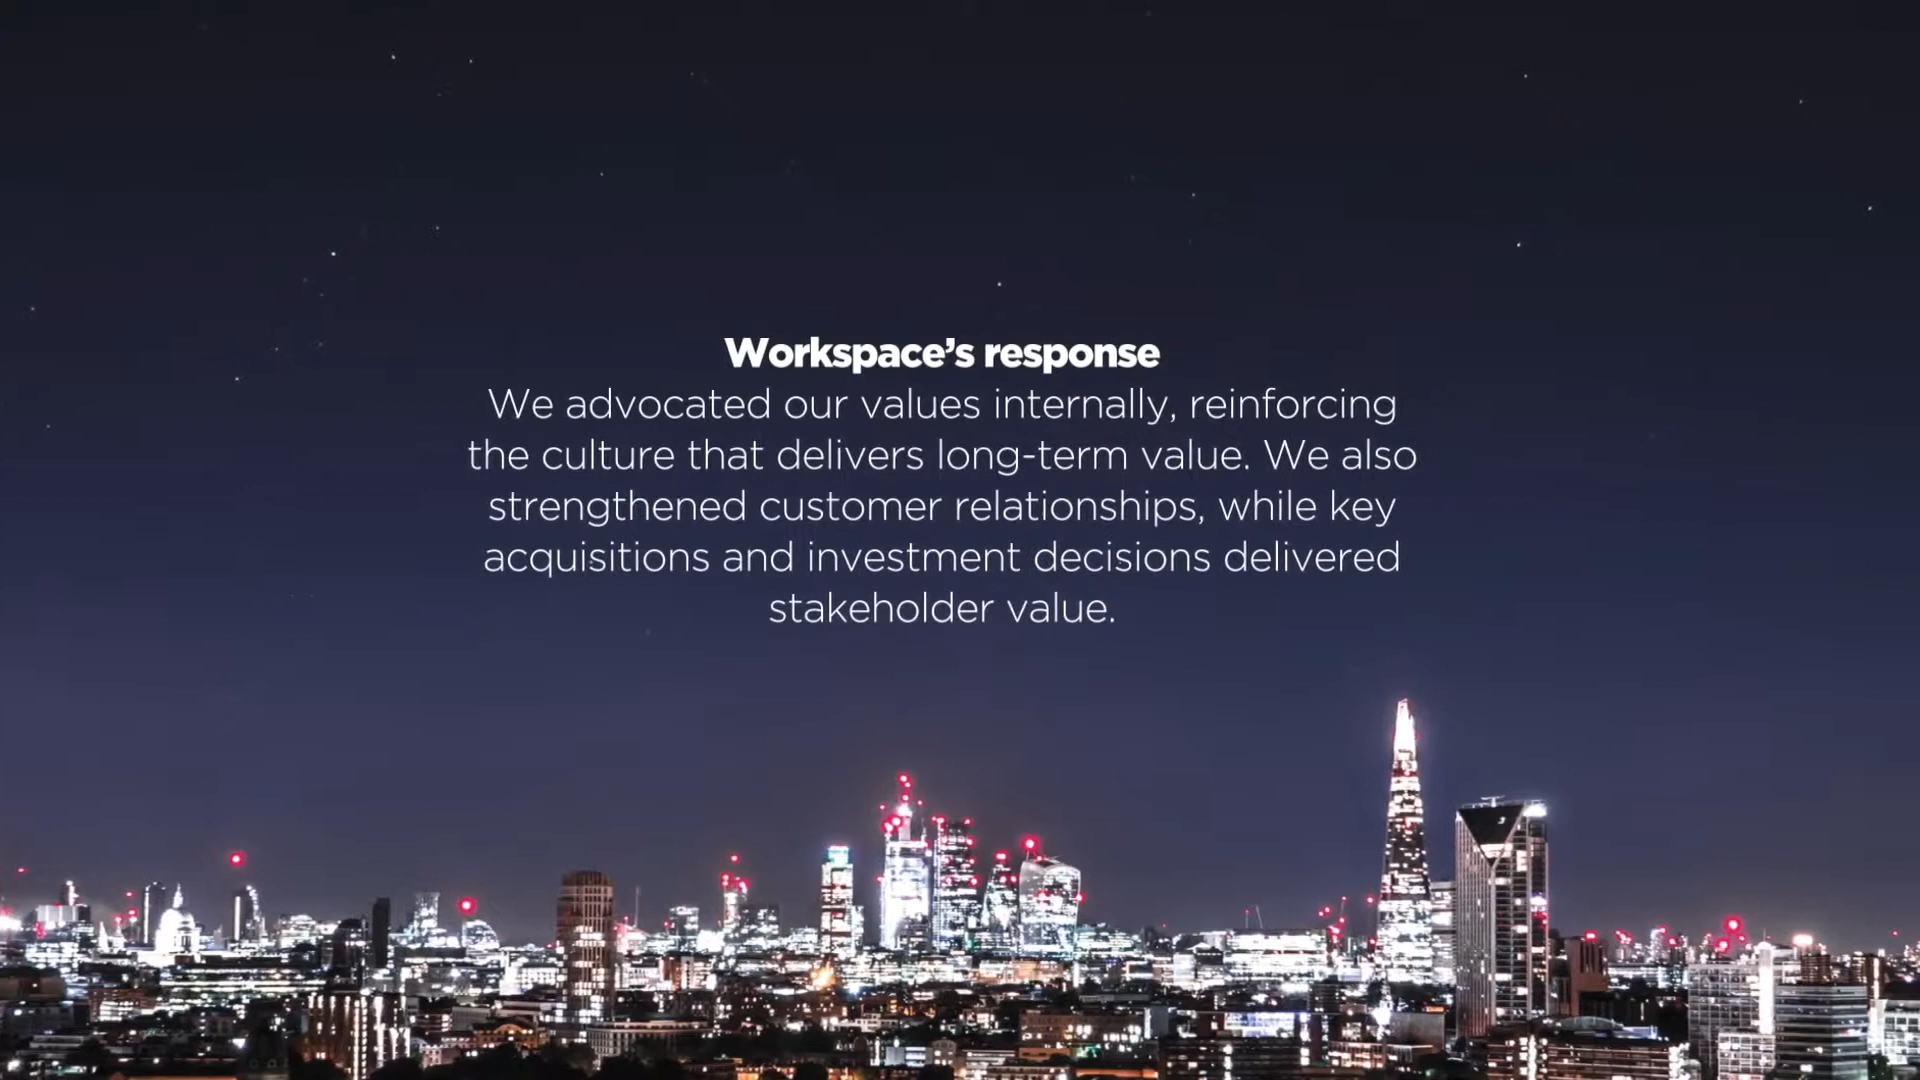 Workspace’s response
We advocated our values internally, reinforcing
the culture that delivers long-term value. We also
strengthened customer relationships, while key
acquisitions and investment decisions delivered
stakeholder value.